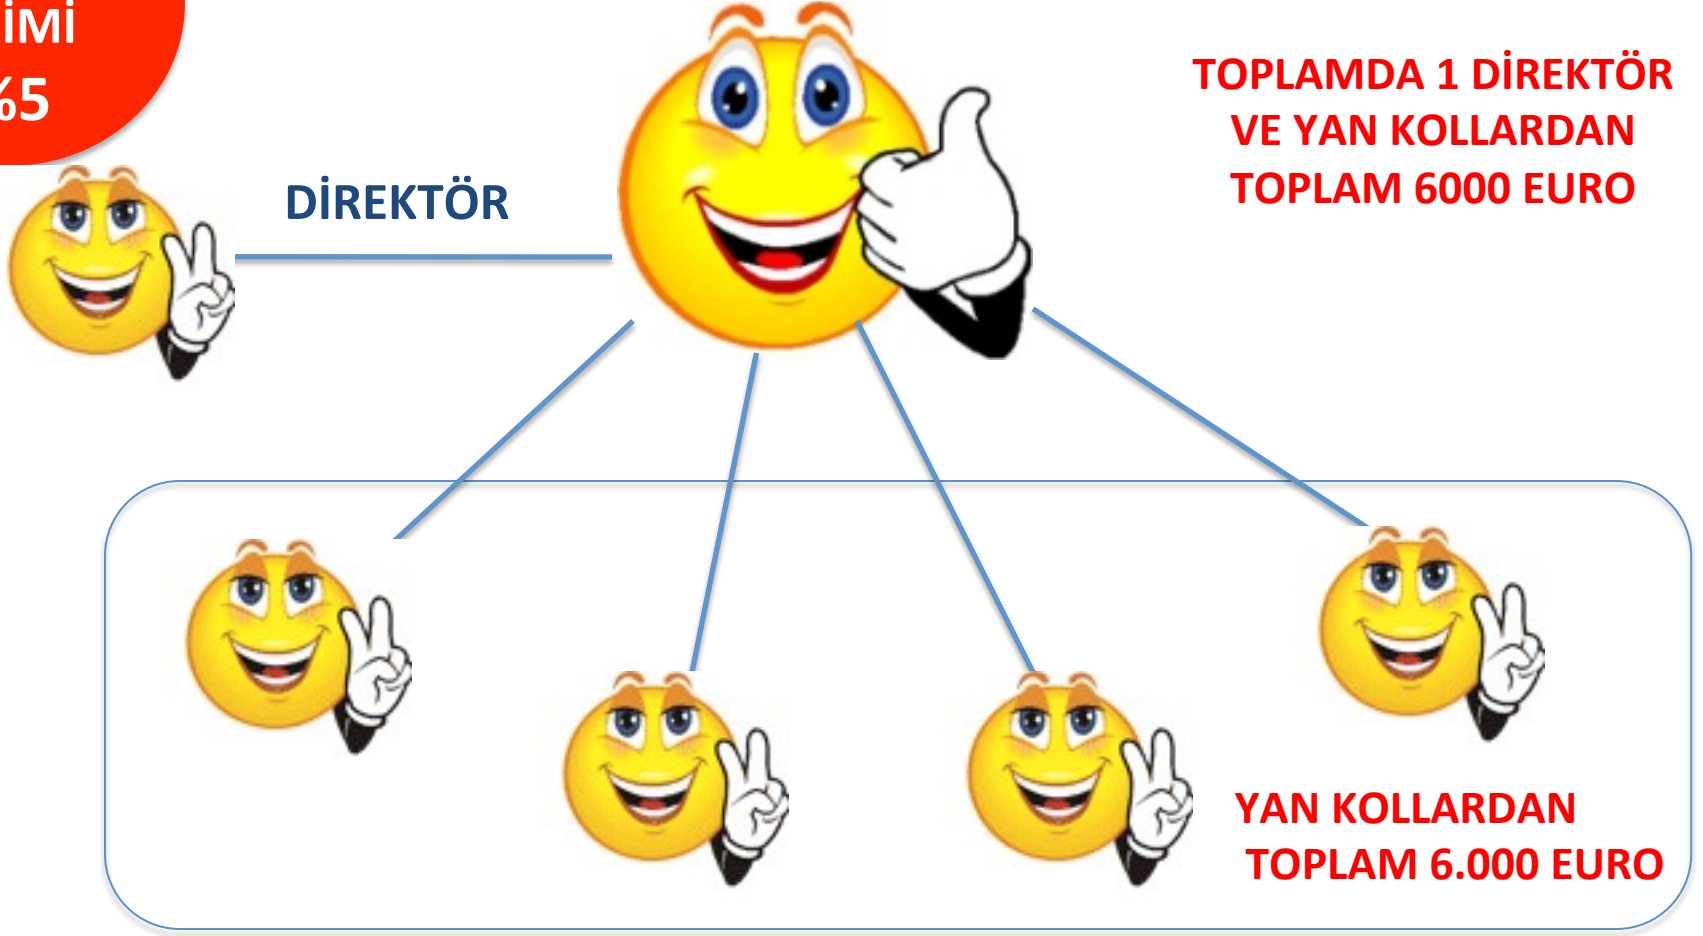 %5
DİREKTÖR
TOPLAMDA 1 DİREKTÖR
VE YAN KOLLARDAN
TOPLAM 6000 EURO
YAN KOLLARDAN
TOPLAM 6.000 EURO